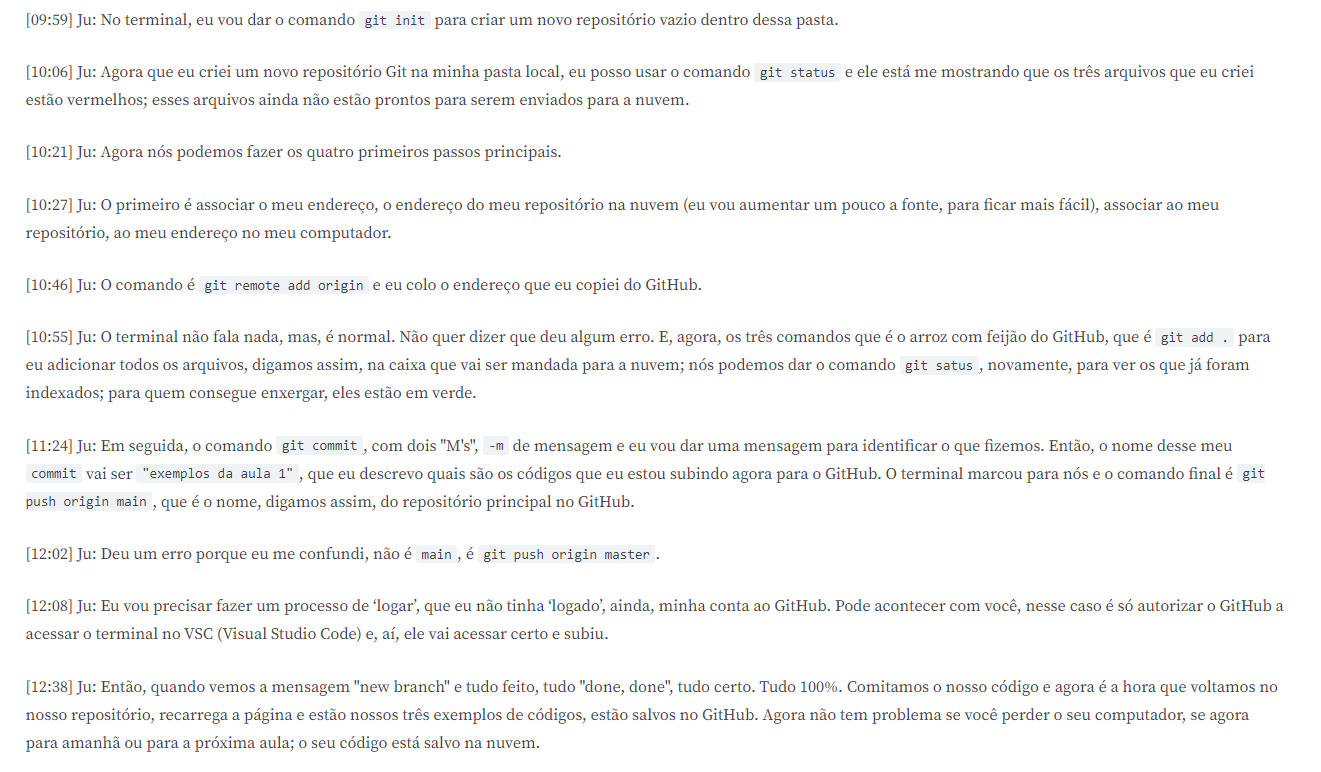 [09:59] Ju: No terminal, eu vou dar o comando git init para criar um novo repositório vazio dentro dessa pasta.
[10:06] Ju: Agora que eu criei um novo repositório Git na minha pasta local, eu posso usar o comando git status e ele está me mostrando que os três arquivos que eu criei
estão vermelhos; esses arquivos ainda não estão prontos para serem enviados para a nuvem.
[10:21] Ju: Agora nós podemos fazer os quatro primeiros passos principais.
[10:27] Ju: O primeiro é associar o meu endereço, o endereço do meu repositório na nuvem (eu vou aumentar um pouco a fonte, para ficar mais fácil), associar ao meu
repositório, ao meu endereço no meu computador.
[10:46] Ju: O comando é git remote add origin e eu colo o endereço que eu copiei do GitHub.
[10:55] Ju: O terminal não fala nada, mas, é normal. Não quer dizer que deu algum erro. E, agora, os três comandos que é o arroz com feijão do GitHub, que é git add . para
eu adicionar todos os arquivos, digamos assim, na caixa que vai ser mandada para a nuvem; nós podemos dar o comando git satus , novamente, para ver os que já foram
indexados; para quem consegue enxergar, eles estão em verde.
[11:24] Ju: Em seguida, o comando git commit , com dois "M's", -m de mensagem e eu vou dar uma mensagem para identificar o que fizemos. Então, o nome desse meu
commit vai ser "exemplos da aula 1" , que eu descrevo quais são os códigos que eu estou subindo agora para o GitHub. O terminal marcou para nós e o comando final é git
push origin main , que é o nome, digamos assim, do repositório principal no GitHub.
[12:02] Ju: Deu um erro porque eu me confundi, não é main , é git push origin master .
[12:08] Ju: Eu vou precisar fazer um processo de ‘logar’, que eu não tinha ‘logado’, ainda, minha conta ao GitHub. Pode acontecer com você, nesse caso é só autorizar o GitHub a
acessar o terminal no VSC (Visual Studio Code) e, aí, ele vai acessar certo e subiu.
[12:38] Ju: Então, quando vemos a mensagem "new branch" e tudo feito, tudo "done, done", tudo certo. Tudo 100%. Comitamos o nosso código e agora é a hora que voltamos no
nosso repositório, recarrega a página e estão nossos três exemplos de códigos, estão salvos no GitHub. Agora não tem problema se você perder o seu computador, se agora
para amanhã ou para a próxima aula; o seu código está salvo na nuvem.